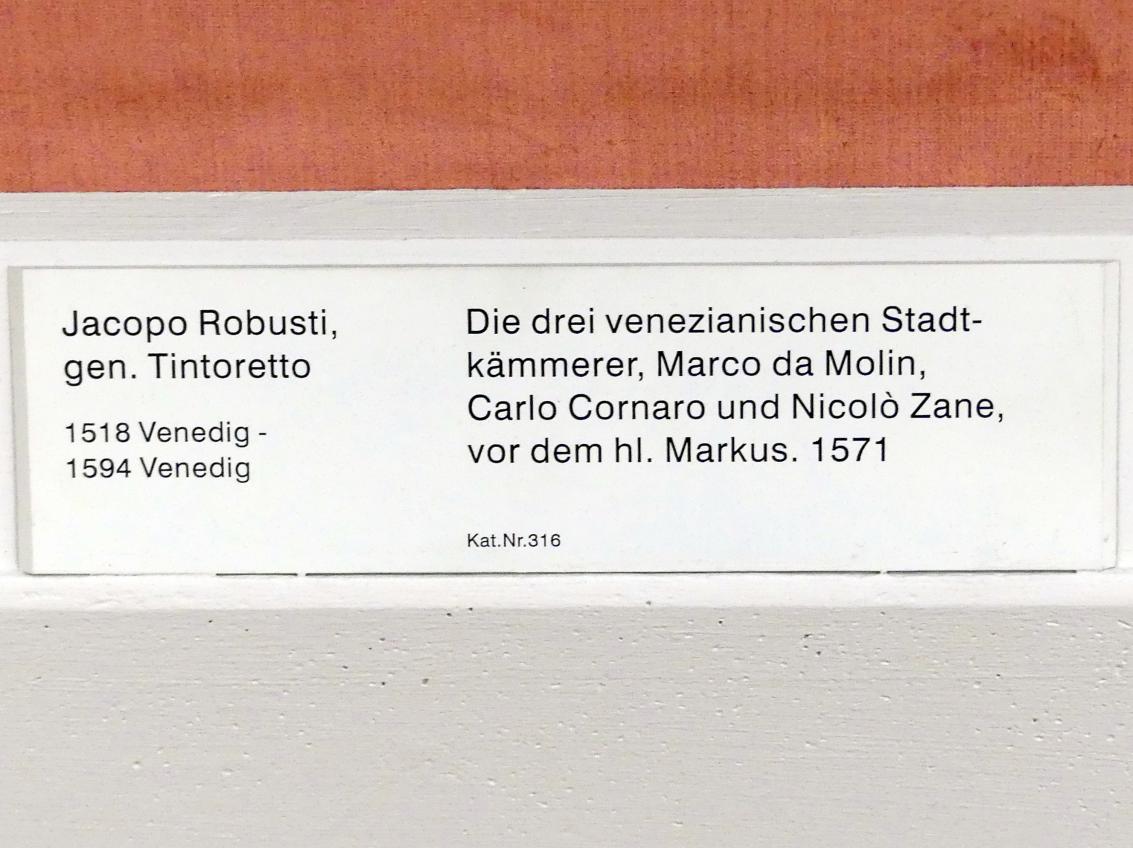 Jacopo Robusti,
gen. Tintoretto
1518 Venedig -
1594 Venedig
Die drei venezianischen Stadt-
kämmerer, Marco da Molin,
Carlo Cornaro und Nicolò Zane,
vor dem hl. Markus. 1571
Kat.Nr.316